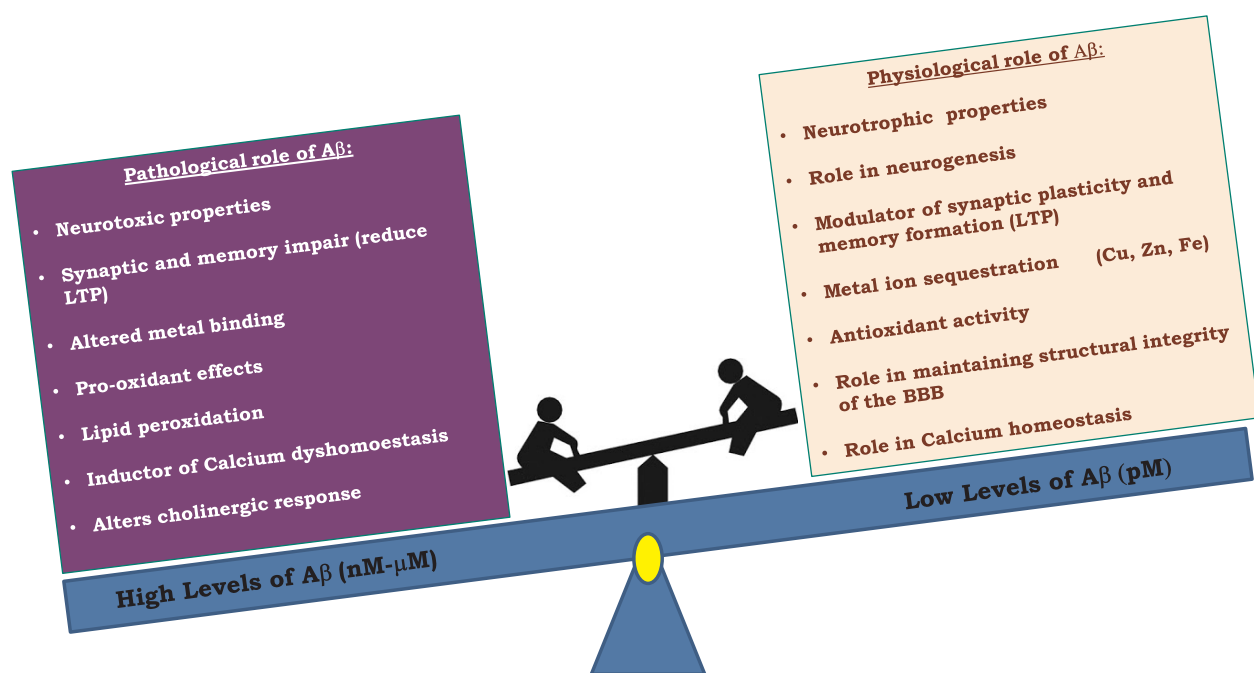 Pathological role of Aβ:
• Neurotoxic properties
• Synaptic and memory impair (reduce
LTP)
• Altered metal binding
• Pro-oxidant effects
• Lipid peroxidation
• Inductor of Calcium dyshomoestasis
• Alters cholinergic response
High Levels of Aβ (nM-μM)
Physiological role of Aβ:
• Neurotrophic properties
• Role in neurogenesis
• Modulator of synaptic plasticity and
memory formation (LTP)
• Metal ion sequestration (Cu, Zn, Fe)
• Antioxidant activity
• Role in maintaining structural integrity
of the BBB
• Role in Calcium homeostasis
Low Levels of Aβ (pM)